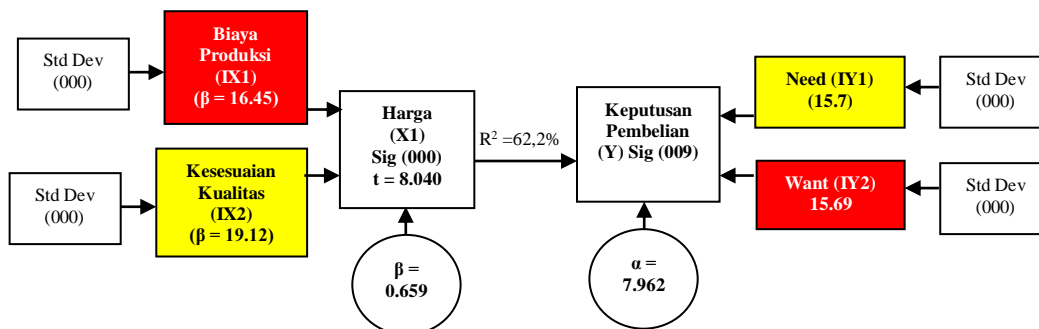 Std Dev
(000)
Biaya
Produksi
(IX1)
(β = 16.45)
Std Dev
(000)
Kesesuaian
Kualitas
(IX2)
(β = 19.12)
Harga
(X1)
Sig (000)
t = 8.040
R² =62,2%
Keputusan
Pembelian
(Y) Sig (009)
Need (IY1)
(15.7)
Std Dev
(000)
Want (IY2)
15.69
Std Dev
(000)
β =
0.659
α =
7.962